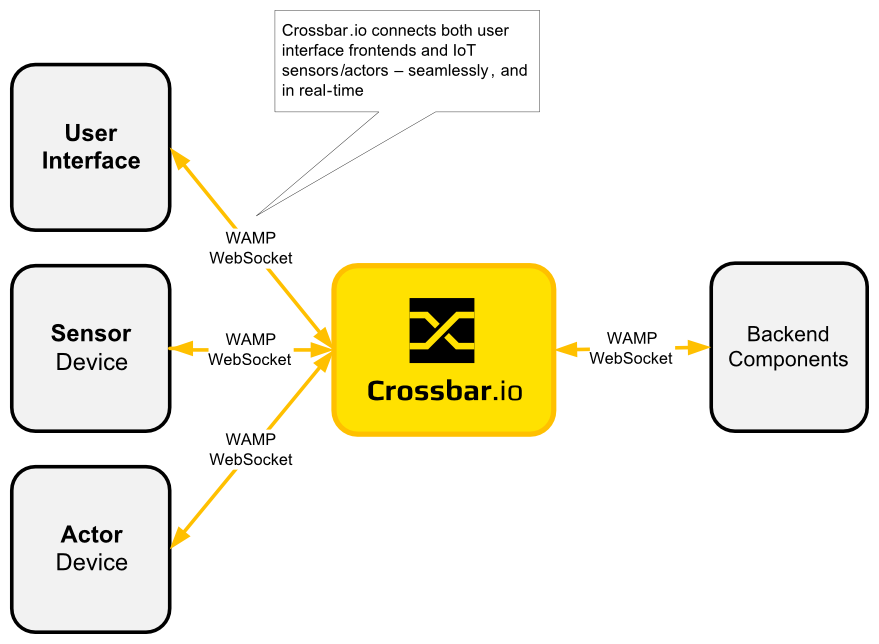 Crossbar.io connects both user
interface frontends and IoT
sensors/actors – seamlessly, and
in real-time
User
Interface
WAMP
WebSocket
Sensor
Device
WAMP
WebSocket
Crossbar.io
WAMP
WebSocket
Backend
Components
WAMP
WebSocket
Actor
Device